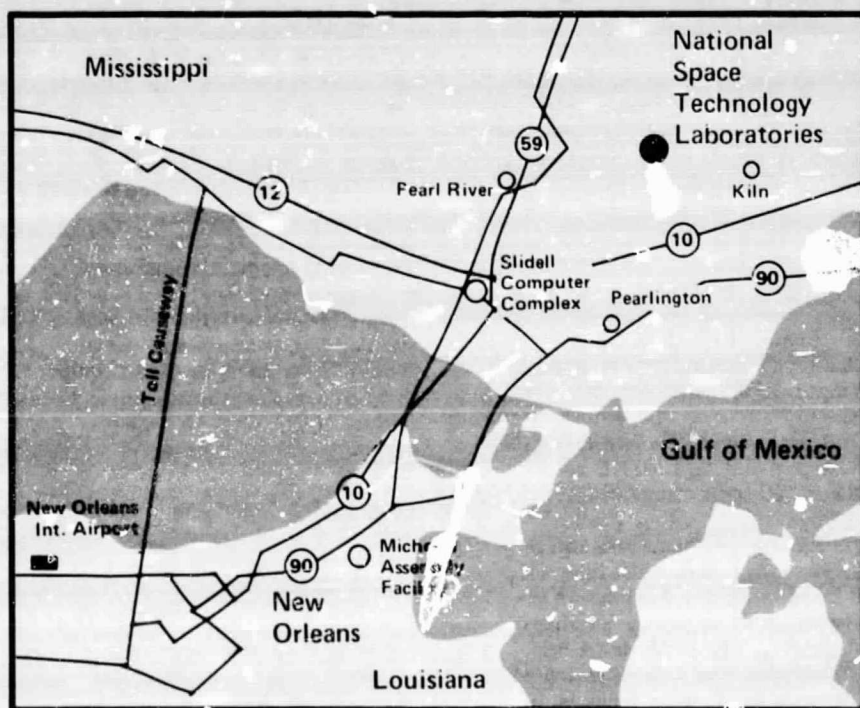 Mississippi
National
Space
Technology
Laboratories
59
Pearl River
Kiln
12
10
Slidell
Computer
Complex
90
Pearlington
Toll Causeway
Gulf of Mexico
New Orleans
Int. Airport
10
90
Assembly
New
Orleans
Louisiana